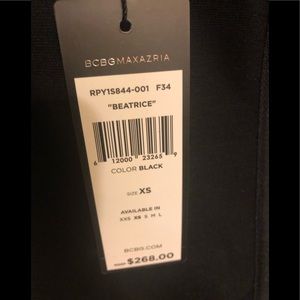 BCBGMAXAZRIA
RPY1S844-001 F34
"BEATRICE"
6 12000 23265 9
COLOR BLACK
SIZE XS
AVAILABLE IN
XXS XS S M L
BCBG.COM
$268.00